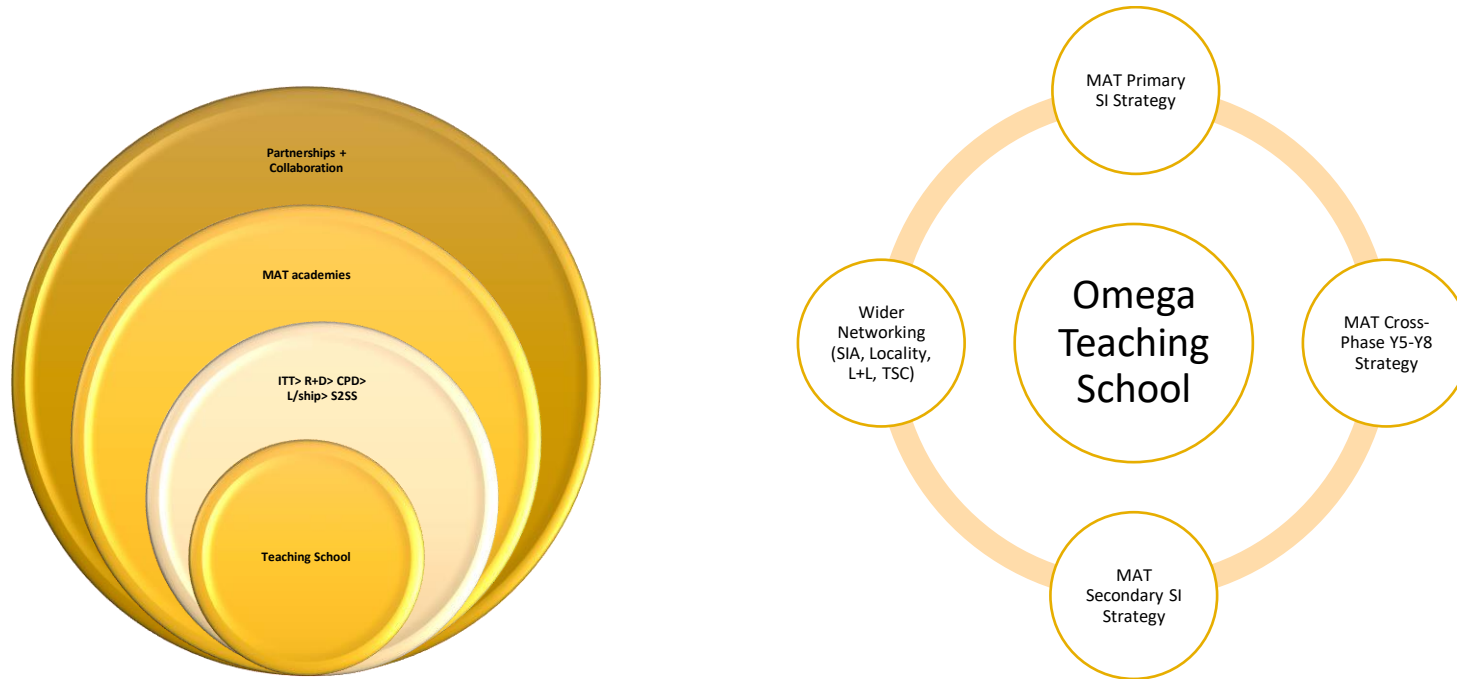 Partnerships +
Collaboration
MAT academies
ITT> R+D> CPD>
L/ship> S2SS
Teaching School
MAT Primary
SI Strategy
Wider
Networking
(SIA, Locality,
L+L, TSC)
Omega
Teaching
School
MAT Cross-
Phase Y5-Y8
Strategy
MAT
Secondary SI
Strategy